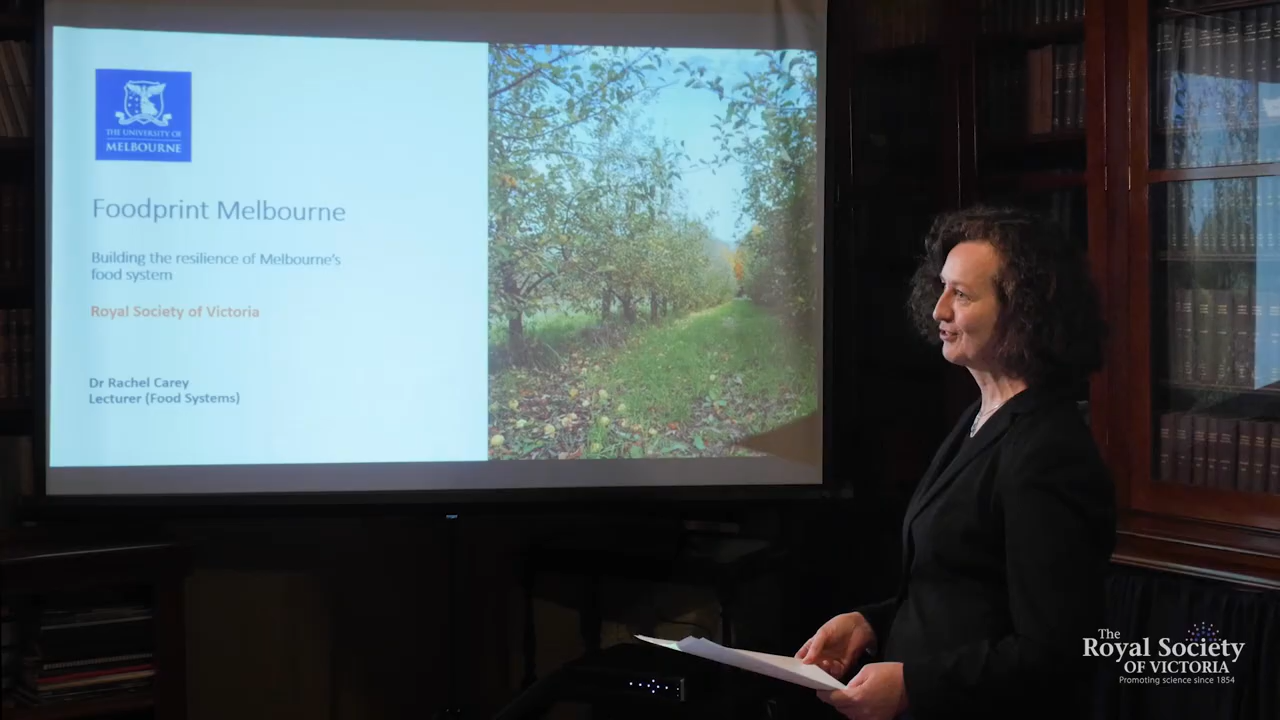 THE UNIVERSITY OF
MELBOURNE
Foodprint Melbourne
Building the resilience of Melbourne's
food system
Royal Society of Victoria
Dr Rachel Carey
Lecturer (Food Systems)
The
Royal Society
OF VICTORIA
Promoting science since 1854